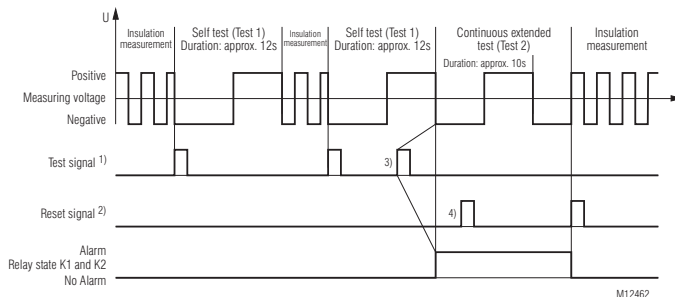 U
Insulation
measurement
Self test (Test 1)
Duration: approx. 12s
Insulation
measurement
Self test (Test 1)
Duration: approx. 12s
Continuous extended
test (Test 2)
Duration: approx. 10s
Insulation
measurement
Positive
Measuring voltage
Negative
Test signal 1)
3)
Reset signal 2)
4)
Alarm
Relay state K1 and K2
No Alarm
M12462